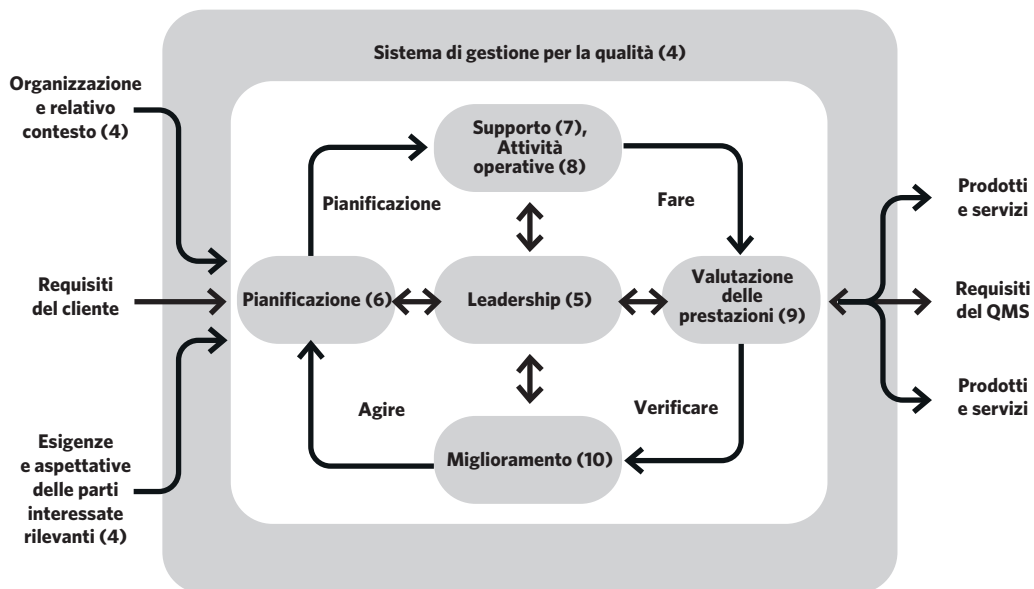 Sistema di gestione per la qualità (4)
Organizzazione
e relativo
contesto (4)
Requisiti
del cliente
Esigenze
e aspettative
delle parti
interessate
rilevanti (4)
Supporto (7),
Attività
operative (8)
Pianificazione
Fare
Pianificazione (6)
Leadership (5)
Valutazione
delle
prestazioni (9)
Agire
Verificare
Miglioramento (10)
Prodotti
e servizi
Requisiti
del QMS
Prodotti
e servizi